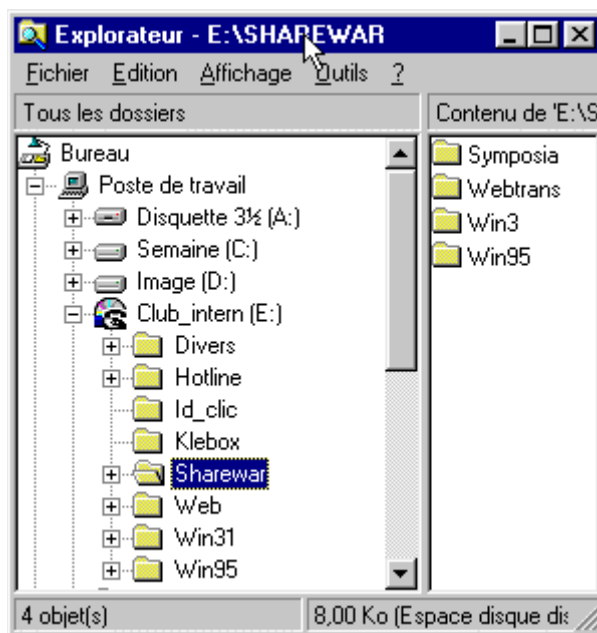 Explorateur - E:\SHAREWAR
Fichier Edition Affichage Outils ?
Tous les dossiers
Contenu de 'E:\S
Bureau
Poste de travail
Disquette 3½ (A:)
Semaine (C:)
Image (D:)
Club_intern (E:)
Divers
Hotline
Id_clic
Klebox
Sharewar
Web
Win31
Win95
Symposia
Webtrans
Win3
Win95
4 objet(s)
8,00 Ko (Espace disque dis